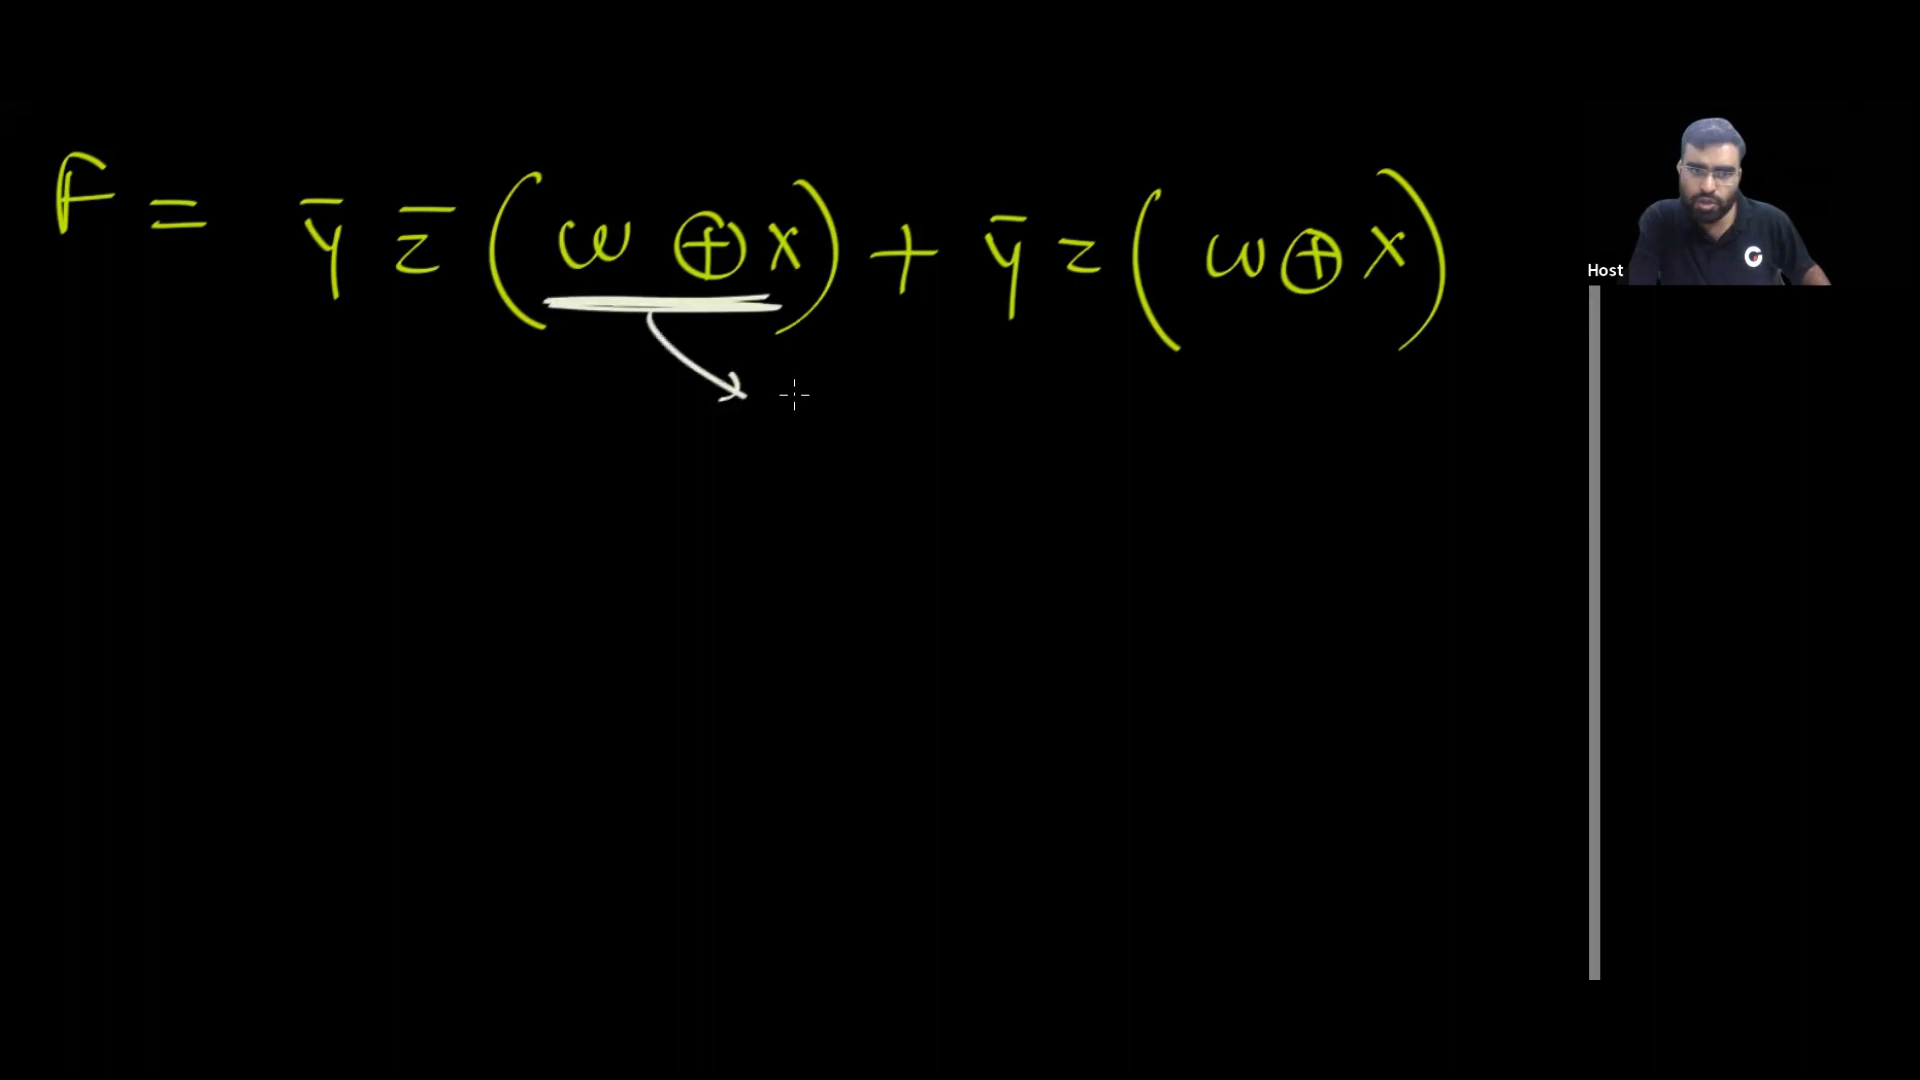 F = ȳ z̄ (w ⊕ x) + ȳ z (w ⊕ x)
Host